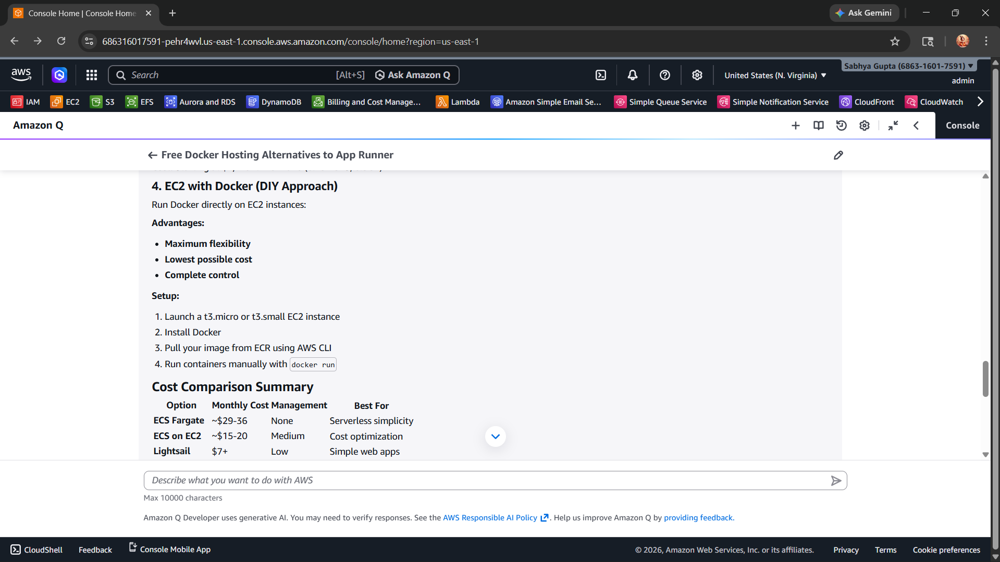 Console Home | Console Home
Ask Gemini
686316017591-pehr4wvl.us-east-1.console.aws.amazon.com/console/home?region=us-east-1
aws
Search
[Alt+S]
Ask Amazon Q
United States (N. Virginia) ▼
Sabhya Gupta (6863-1601-7591) ▼
admin
IAM
EC2
S3
EFS
Aurora and RDS
DynamoDB
Billing and Cost Manage...
Lambda
Amazon Simple Email Se...
Simple Queue Service
Simple Notification Service
CloudFront
CloudWatch
Amazon Q
Console
Free Docker Hosting Alternatives to App Runner
4. EC2 with Docker (DIY Approach)
Run Docker directly on EC2 instances:
Advantages:
• Maximum flexibility
• Lowest possible cost
• Complete control
Setup:
1. Launch a t3.micro or t3.small EC2 instance
2. Install Docker
3. Pull your image from ECR using AWS CLI
4. Run containers manually with docker run
Cost Comparison Summary
Option Monthly Cost Management Best For
ECS Fargate ~$29-36 None Serverless simplicity
ECS on EC2 ~$15-20 Medium Cost optimization
Lightsail $7+ Low Simple web apps
Describe what you want to do with AWS
Max 10000 characters
Amazon Q Developer uses generative AI. You may need to verify responses. See the AWS Responsible AI Policy . Help us improve Amazon Q by providing feedback.
CloudShell
Feedback
Console Mobile App
© 2026, Amazon Web Services, Inc. or its affiliates.
Privacy
Terms
Cookie preferences